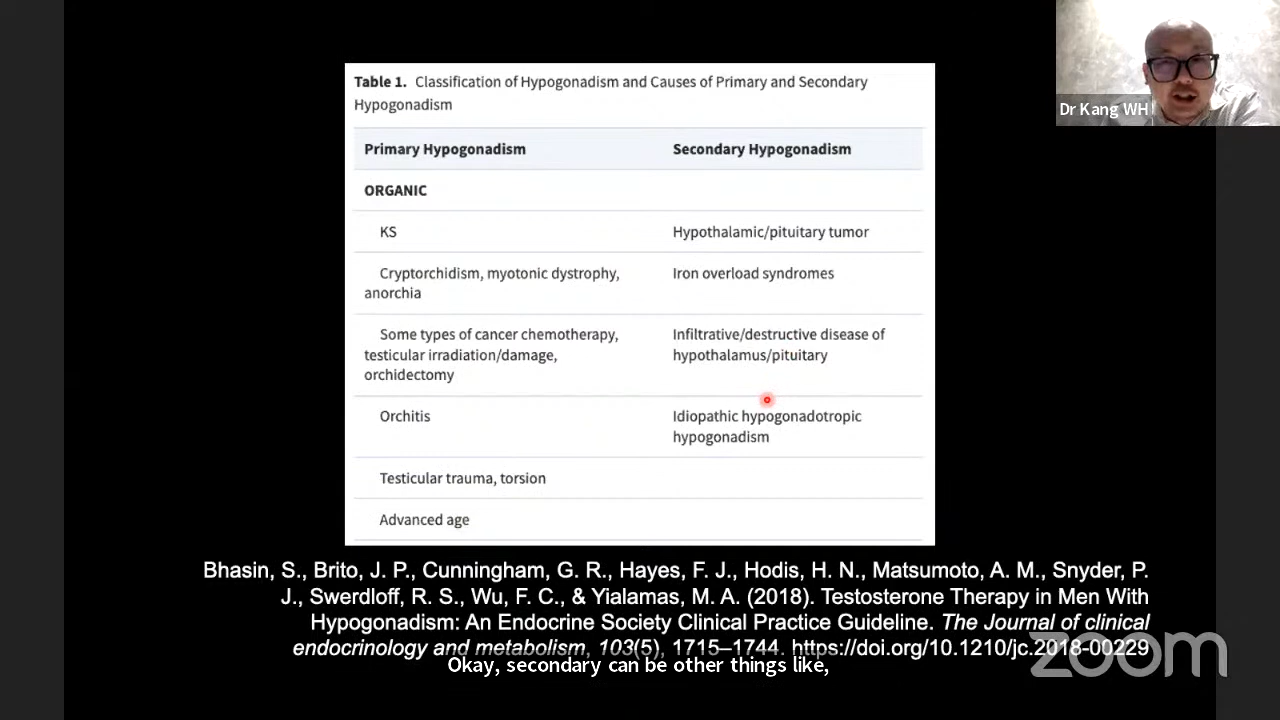 Table 1. Classification of Hypogonadism and Causes of Primary and Secondary
Hypogonadism
Primary Hypogonadism Secondary Hypogonadism
ORGANIC
KS Hypothalamic/pituitary tumor
Cryptorchidism, myotonic dystrophy, Iron overload syndromes
anorchia
Some types of cancer chemotherapy, Infiltrative/destructive disease of
testicular irradiation/damage, hypothalamus/pituitary
orchidectomy
Orchitis Idiopathic hypogonadotropic
hypogonadism
Testicular trauma, torsion
Advanced age
Dr Kang WH
Bhasin, S., Brito, J. P., Cunningham, G. R., Hayes, F. J., Hodis, H. N., Matsumoto, A. M., Snyder, P.
J., Swerdloff, R. S., Wu, F. C., & Yialamas, M. A. (2018). Testosterone Therapy in Men With
Hypogonadism: An Endocrine Society Clinical Practice Guideline. The Journal of clinical
endocrinology and metabolism, 103(5), 1715–1744. https://doi.org/10.1210/jc.2018-00229
Okay, secondary can be other things like,
zoom